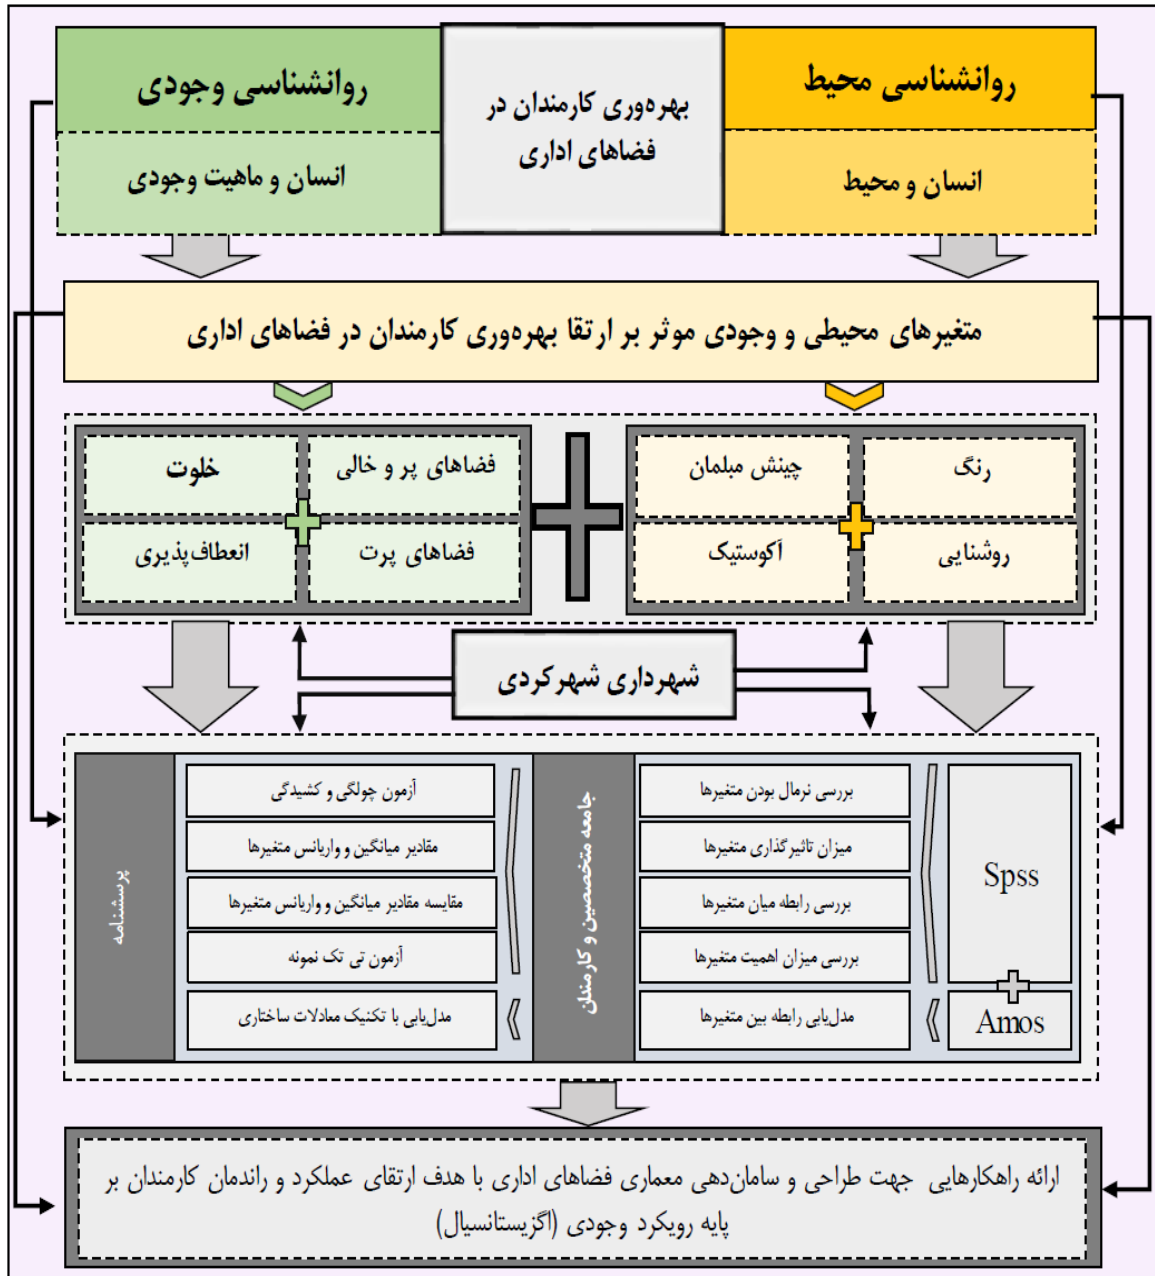 روانشناسی محیط
بهره‌وری کارمندان در
فضاهای اداری
روانشناسی وجودی
انسان و محیط
انسان و ماهیت وجودی
متغیرهای محیطی و وجودی موثر بر ارتقا بهره‌وری کارمندان در فضاهای اداری
رنگ
چینش مبلمان
روشنایی
آکوستیک
فضاهای پر و خالی
خلوت
فضاهای پرت
انعطاف‌پذیری
شهرداری شهرکردی
Spss
Amos
بررسی نرمال بودن متغیرها
میزان تاثیرگذاری متغیرها
بررسی رابطه میان متغیرها
بررسی میزان اهمیت متغیرها
مدل‌یابی رابطه بین متغیرها
جامعه متخصصین و کارمندان
آزمون چولگی و کشیدگی
مقادیر میانگین و واریانس متغیرها
مقایسه مقادیر میانگین و واریانس متغیرها
آزمون تی تک نمونه
مدل‌یابی با تکنیک معادلات ساختاری
پرسشنامه
ارائه راهکارهایی جهت طراحی و سامان‌دهی معماری فضاهای اداری با هدف ارتقای عملکرد و راندمان کارمندان بر
پایه رویکرد وجودی (اگزیستانسیال)